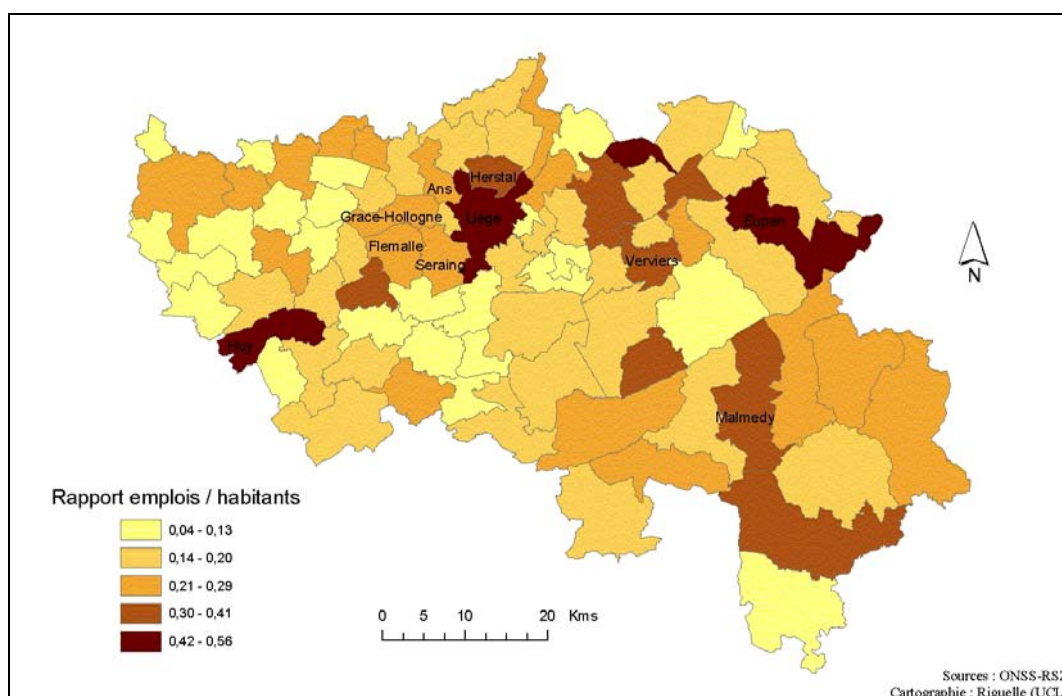 Herstal
Ans
Grace-Hollogne
Liège
Flemalle
Seraing
Eupen
Verviers
Huy
Malmedy
N
Rapport emplois / habitants
0,04 - 0,13
0,14 - 0,20
0,21 - 0,29
0,30 - 0,41
0,42 - 0,56
0 5 10 20 Kms
Sources : ONSS-RSZ
Cartographie : Riguelle (UCL